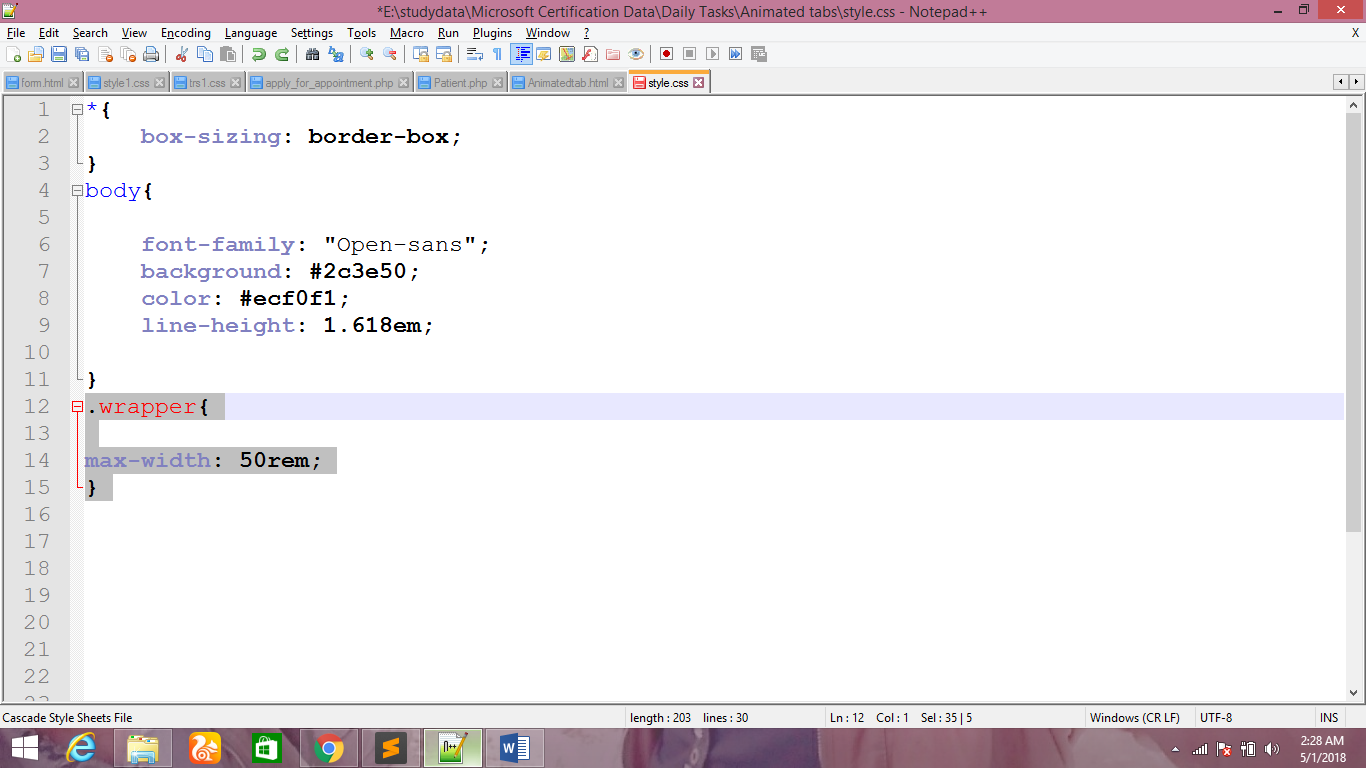 *E:\studydata\Microsoft Certification Data\Daily Tasks\Animated tabs\style.css - Notepad++
File Edit Search View Encoding Language Settings Tools Macro Run Plugins Window ? X
form.html style1.css trs1.css apply_for_appointment.php Patient.php Animatedtab.html style.css
1 *{
2 box-sizing: border-box;
3 }
4 body{
5
6 font-family: "Open-sans";
7 background: #2c3e50;
8 color: #ecf0f1;
9 line-height: 1.618em;
10
11 }
12 .wrapper{
13
14 max-width: 50rem;
15 }
16
17
18
19
20
21
22
23
Cascade Style Sheets File length : 203 lines : 30 Ln : 12 Col : 1 Sel : 35 | 5 Windows (CR LF) UTF-8 INS
2:28 AM
5/1/2018